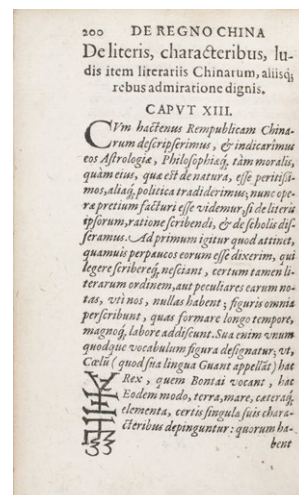 200 DE REGNO CHINA
De literis, characteribus, lu-
dis item literariis Chinarum, aliisq́;
rebus admiratione dignis.
CAPVT XIII.
CVm hactenus Rempublicam China-
rum descripserimus, & indicarimus
eos Astrologiæ, Philosophiæq́, tàm moralis,
quàm eius, quæ est de natura, esse peritissi-
mos, aliaq́, politica tradiderimus; nunc ope-
ræ pretium facturi esse videmur, si de literis
ipsorum, ratione scribendi, & de scholis dis-
seramus. Ad primum igitur quod attinet,
quamuis perpaucos eorum esse dixerim, qui
legere scribereq́, nesciant, certum tamen li-
terarum ordinem, aut peculiares earum no-
tas, vti nos, nullas habent; figuris omnia
perscribunt, quas formare longo tempore,
magnoq́, labore addiscunt. Sua enim vnum
quodque vocabulum figura designatur; vt,
Cœlũ (quod sua lingua Guant appellãt) hac
Rex, quem Bontai vocant, hac
Eodem modo, terra, mare, cæteraq́,
elementa, certis singula suis chara-
cteribus depinguntur: quorum ha-
bent